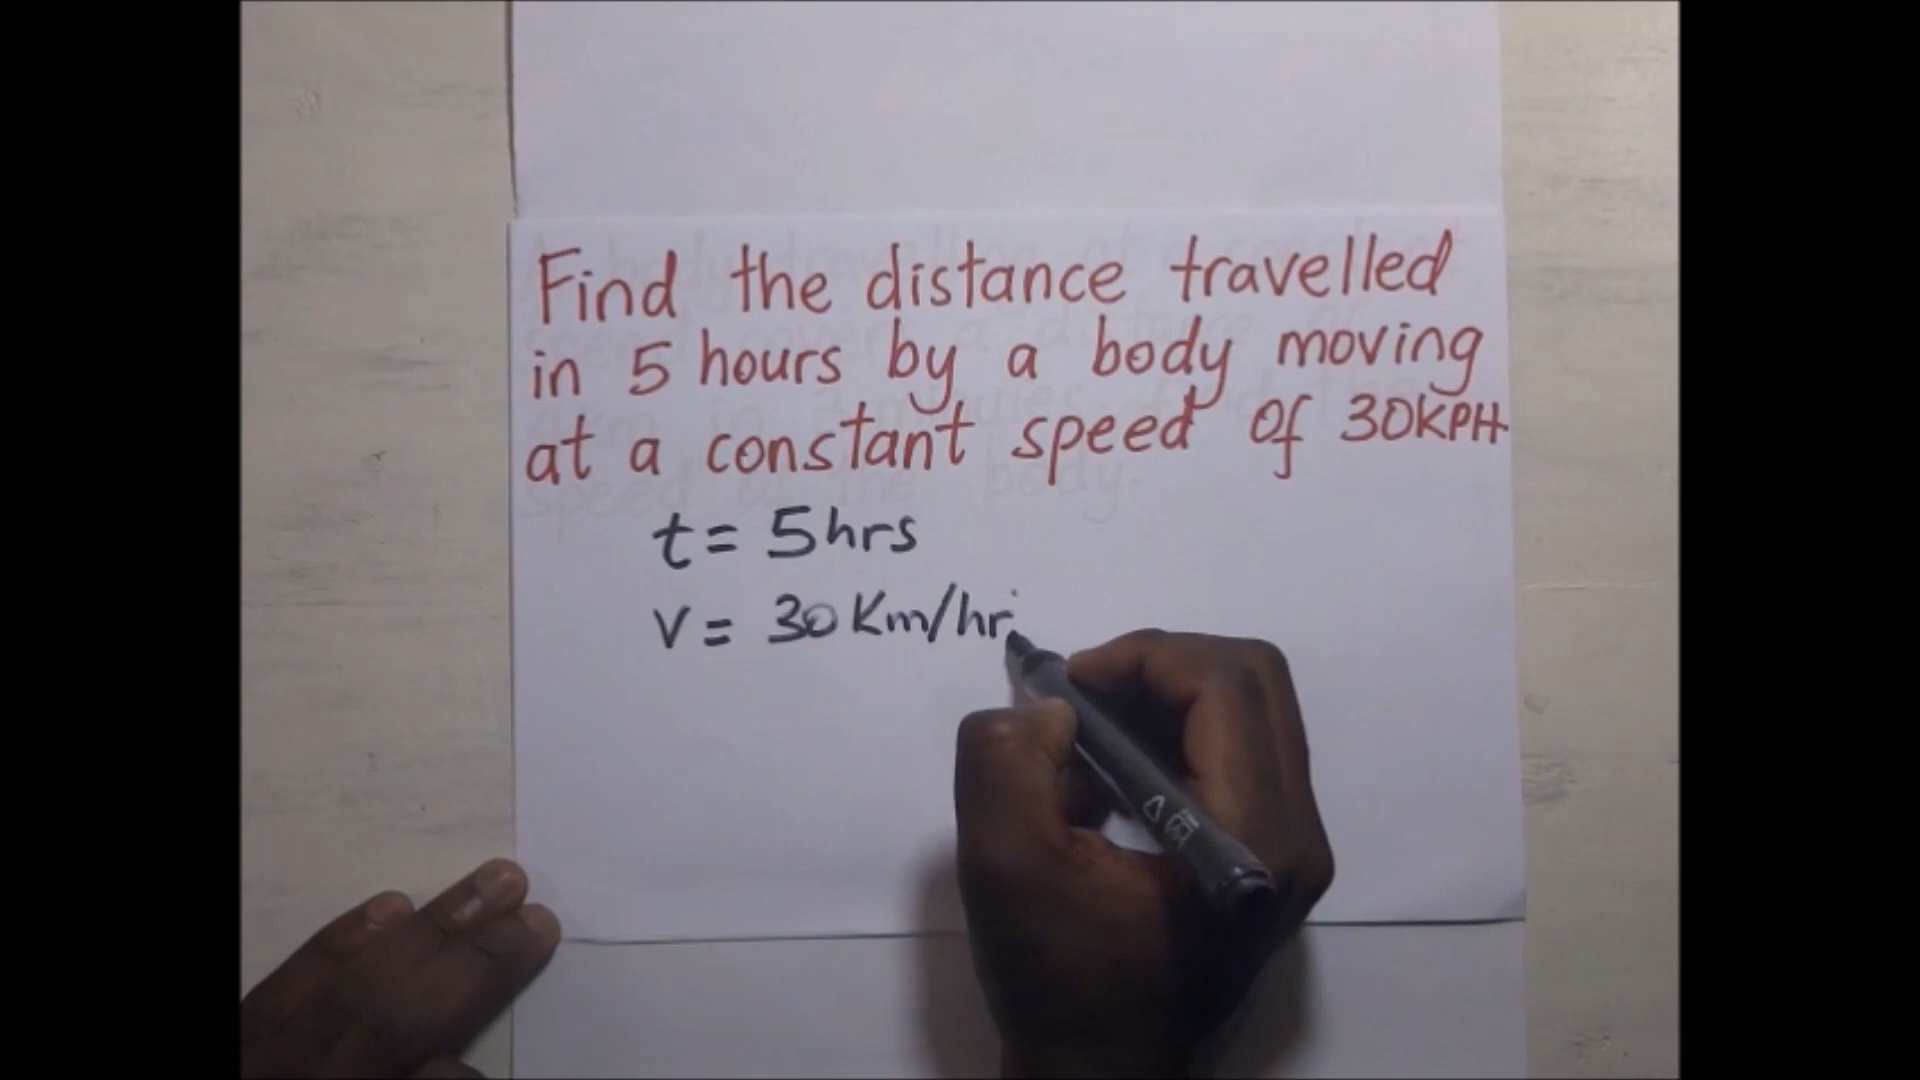 Find the distance travelled
in 5 hours by a body moving
at a constant speed of 30KPH
t = 5hrs
v = 30 Km/hr